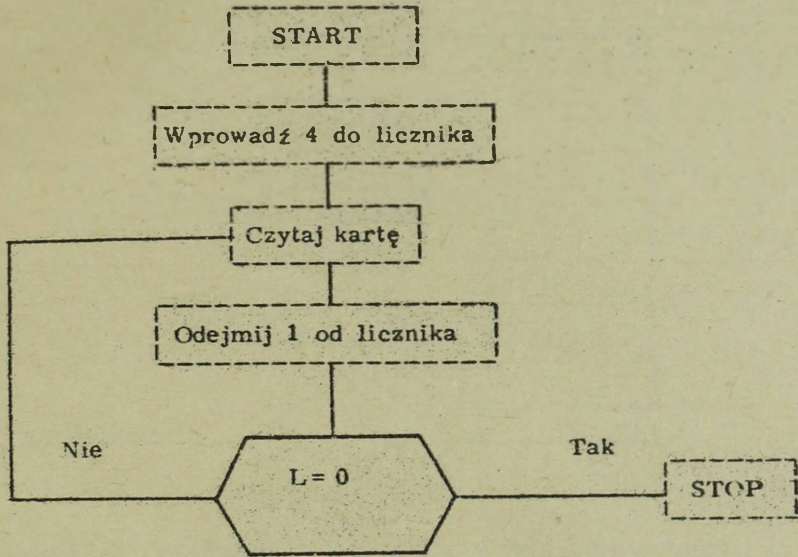 START
Wprowadź 4 do licznika
Czytaj kartę
Odejmij 1 od licznika
Nie
Tak
L = 0
STOP